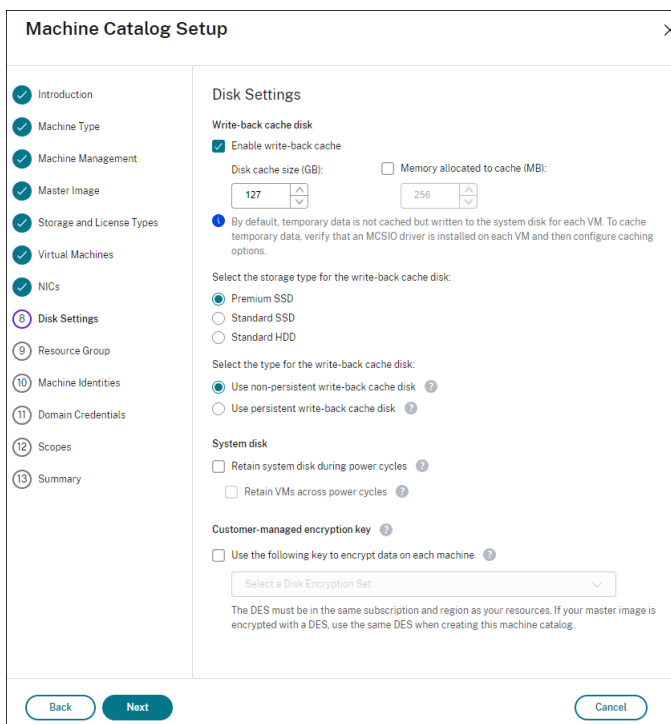 Machine Catalog Setup
Introduction
Machine Type
Machine Management
Master Image
Storage and License Types
Virtual Machines
NICs
8 Disk Settings
9 Resource Group
10 Machine Identities
11 Domain Credentials
12 Scopes
13 Summary
Disk Settings
Write-back cache disk
Enable write-back cache
Disk cache size (GB):
Memory allocated to cache (MB):
127
256
By default, temporary data is not cached but written to the system disk for each VM. To cache
temporary data, verify that an MCSIO driver is installed on each VM and then configure caching
options.
Select the storage type for the write-back cache disk:
Premium SSD
Standard SSD
Standard HDD
Select the type for the write-back cache disk:
Use non-persistent write-back cache disk ?
Use persistent write-back cache disk ?
System disk
Retain system disk during power cycles ?
Retain VMs across power cycles ?
Customer-managed encryption key ?
Use the following key to encrypt data on each machine ?
Select a Disk Encryption Set
The DES must be in the same subscription and region as your resources. If your master image is
encrypted with a DES, use the same DES when creating this machine catalog.
Back
Next
Cancel